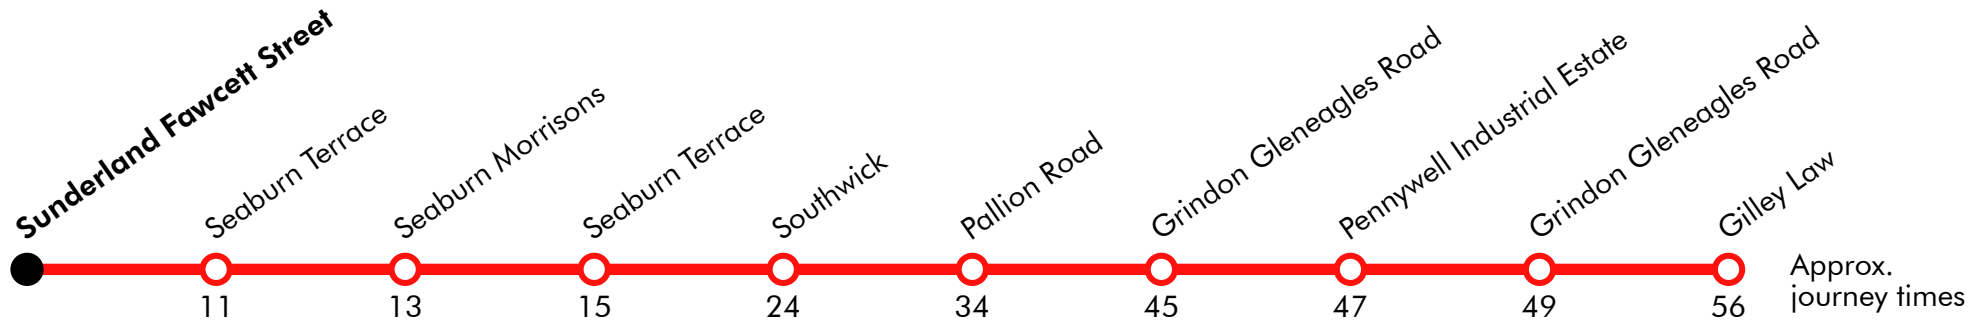 Sunderland Fawcett Street
Seaburn Terrace
Seaburn Morrisons
Seaburn Terrace
Southwick
Pallion Road
Grindon Gleneagles Road
Pennywell Industrial Estate
Grindon Gleneagles Road
Gilley Law
Approx.
journey times
11 13 15 24 34 45 47 49 56